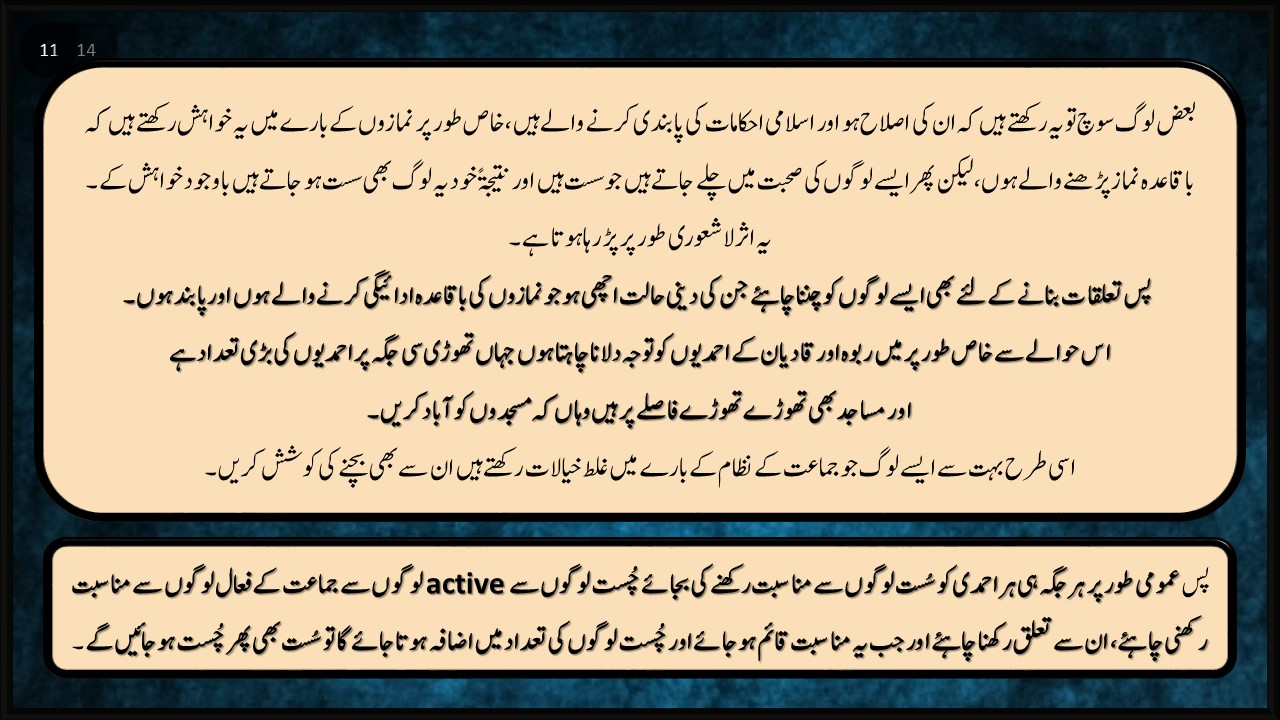 11 14
بعض لوگ سوچ تو یہ رکھتے ہیں کہ ان کی اصلاح ہو اور اسلامی احکامات کی پابندی کرنے والے ہیں، خاص طور پر نمازوں کے بارے میں یہ خواہش رکھتے ہیں کہ
باقاعدہ نماز پڑھنے والے ہوں، لیکن پھر ایسے لوگوں کی صحبت میں چلے جاتے ہیں جو سست ہیں اور نتیجۃً خود یہ لوگ بھی سست ہو جاتے ہیں باوجود خواہش کے۔
یہ اثر لاشعوری طور پر پڑ رہا ہوتا ہے۔
پس تعلقات بنانے کے لئے بھی ایسے لوگوں کو چننا چاہئے جن کی دینی حالت اچھی ہو جو نمازوں کی باقاعدہ ادائیگی کرنے والے ہوں اور پابند ہوں۔
اس حوالے سے خاص طور پر میں ربوہ اور قادیان کے احمدیوں کو توجہ دلانا چاہتا ہوں جہاں تھوڑی سی جگہ پر احمدیوں کی بڑی تعداد ہے
اور مساجد بھی تھوڑے تھوڑے فاصلے پر ہیں وہاں کہ مسجدوں کو آباد کریں۔
اسی طرح بہت سے ایسے لوگ جو جماعت کے نظام کے بارے میں غلط خیالات رکھتے ہیں ان سے بھی بچنے کی کوشش کریں۔
پس عمومی طور پر ہر جگہ ہی ہر احمدی کو سُست لوگوں سے مناسبت رکھنے کی بجائے چُست لوگوں سے active لوگوں سے جماعت کے فعال لوگوں سے مناسبت
رکھنی چاہئے، ان سے تعلق رکھنا چاہئے اور جب یہ مناسبت قائم ہو جائے اور چُست لوگوں کی تعداد میں اضافہ ہوتا جائے گا تو سُست بھی پھر چُست ہو جائیں گے۔